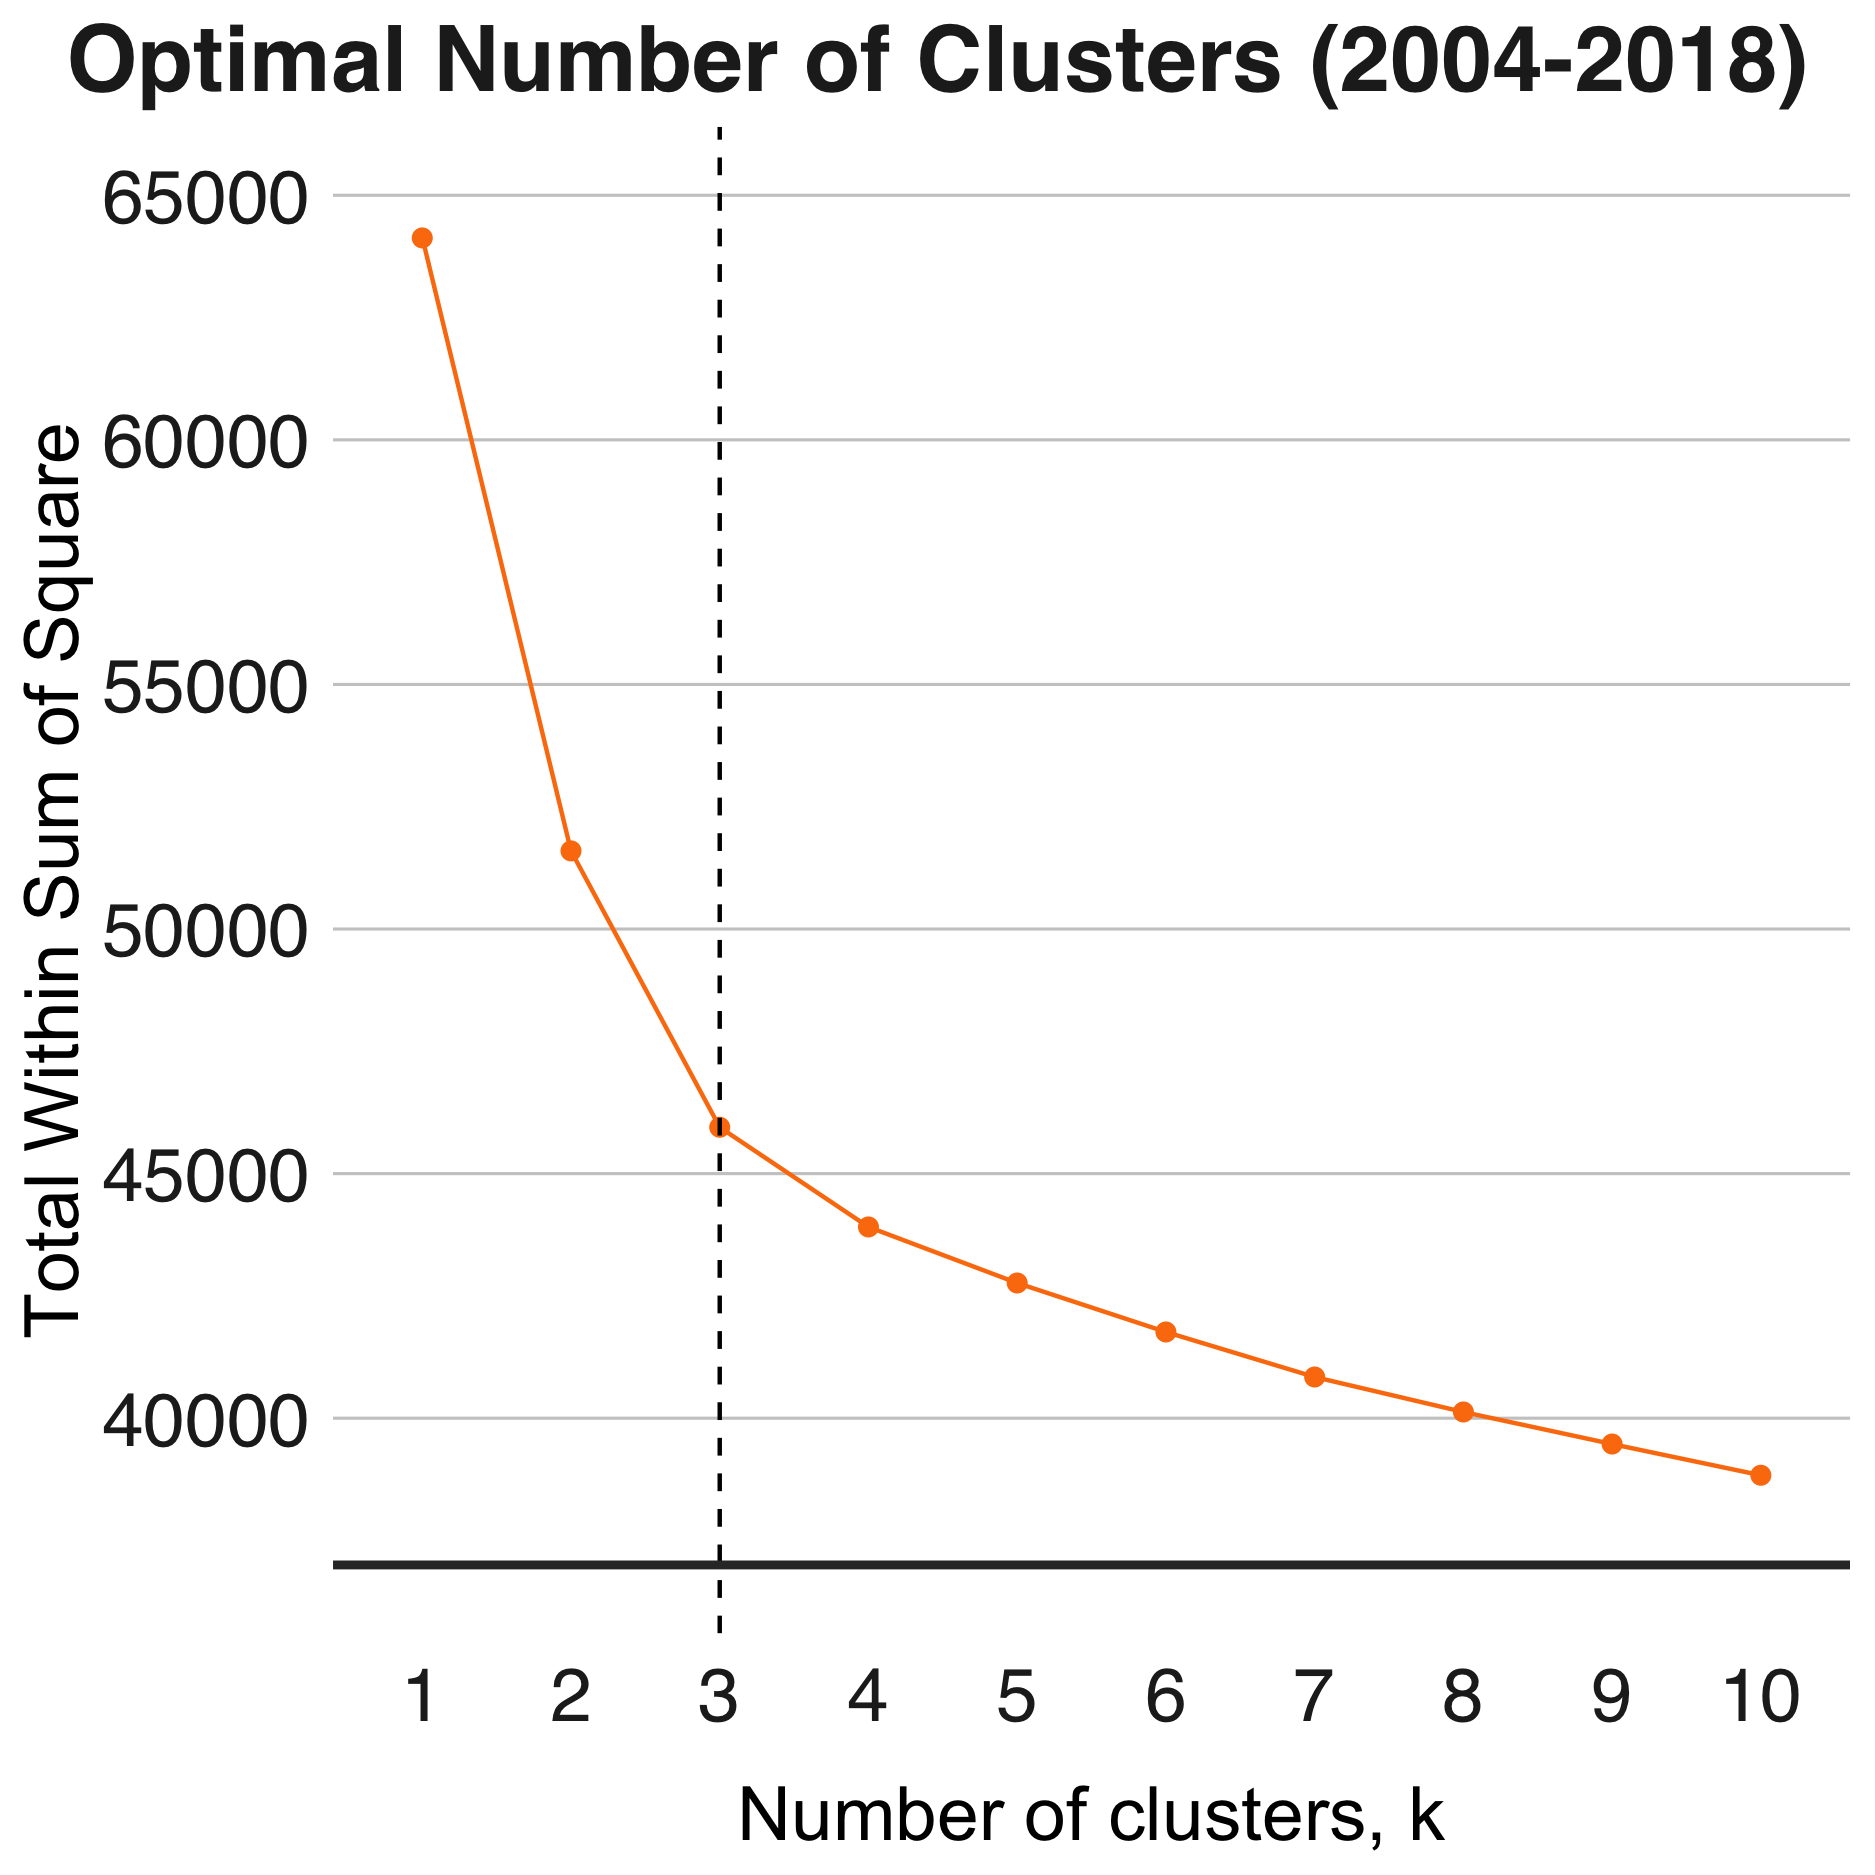 Optimal Number of Clusters (2004-2018)
Total Within Sum of Square
65000
60000
55000
50000
45000
40000
1 2 3 4 5 6 7 8 9 10
Number of clusters, k